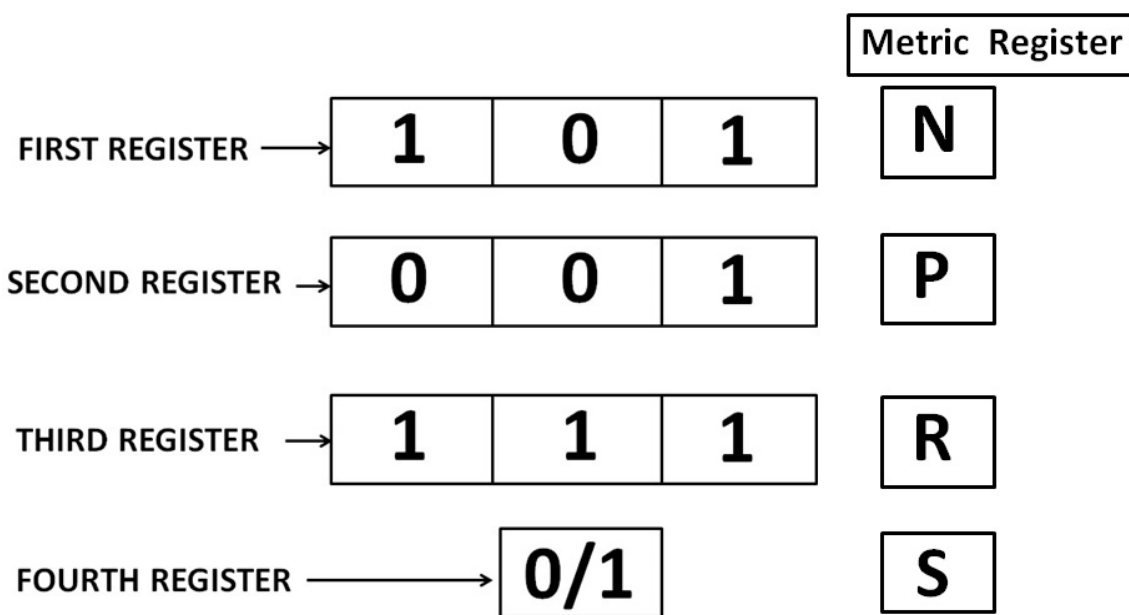 Metric Register
FIRST REGISTER 1 0 1 N
SECOND REGISTER 0 0 1 P
THIRD REGISTER 1 1 1 R
FOURTH REGISTER 0/1 S